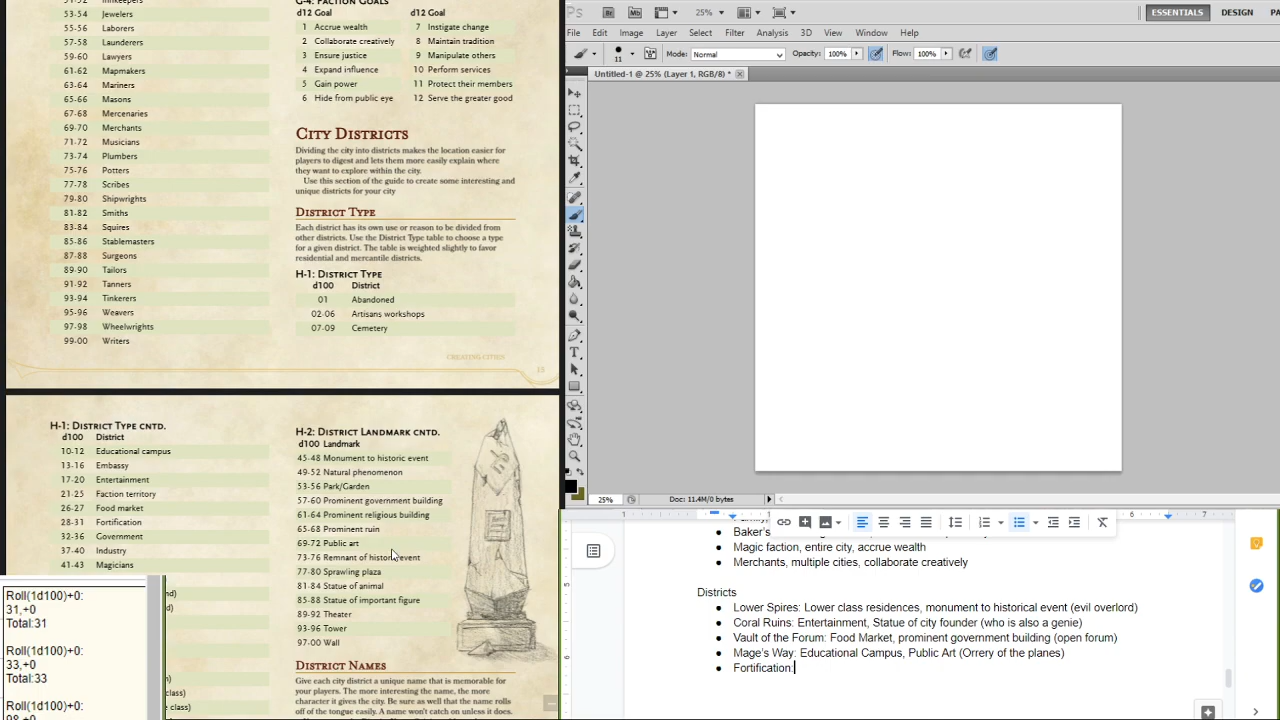 51-52 Innkeepers
53-54 Jewelers
55-56 Laborers
57-58 Launderers
59-60 Lawyers
61-62 Mapmakers
63-64 Mariners
65-66 Masons
67-68 Mercenaries
69-70 Merchants
71-72 Musicians
73-74 Plumbers
75-76 Potters
77-78 Scribes
79-80 Shipwrights
81-82 Smiths
83-84 Squires
85-86 Stablemasters
87-88 Surgeons
89-90 Tailors
91-92 Tanners
93-94 Tinkerers
95-96 Weavers
97-98 Wheelwrights
99-00 Writers
G-4: Faction Goals
d12 Goal d12 Goal
1 Accrue wealth 7 Instigate change
2 Collaborate creatively 8 Maintain tradition
3 Ensure justice 9 Manipulate others
4 Expand influence 10 Perform services
5 Gain power 11 Protect their members
6 Hide from public eye 12 Serve the greater good
City Districts
Dividing the city into districts makes the location easier for
players to digest and lets them more easily explain where
they want to explore within the city.
Use this section of the guide to create some interesting and
unique districts for your city
District Type
Each district has its own use or reason to be divided from
other districts. Use the District Type table to choose a type
for a given district. The table is weighted slightly to favor
residential and mercantile districts.
H-1: District Type
d100 District
01 Abandoned
02-06 Artisans workshops
07-09 Cemetery
CREATING CITIES
15
H-1: District Type cntd.
d100 District
10-12 Educational campus
13-16 Embassy
17-20 Entertainment
21-25 Faction territory
26-27 Food market
28-31 Fortification
32-36 Government
37-40 Industry
41-43 Magicians
nd)
d)
)
class)
class)
H-2: District Landmark cntd.
d100 Landmark
45-48 Monument to historic event
49-52 Natural phenomenon
53-56 Park/Garden
57-60 Prominent government building
61-64 Prominent religious building
65-68 Prominent ruin
69-72 Public art
73-76 Remnant of historic event
77-80 Sprawling plaza
81-84 Statue of animal
85-88 Statue of important figure
89-92 Theater
93-96 Tower
97-00 Wall
District Names
Give each city district a unique name that is memorable for
your players. The more interesting the name, the more
character it gives the city. Be sure as well that the name rolls
off of the tongue easily. A name won't catch on unless it does.
Roll(1d100)+0:
31,+0
Total:31
Roll(1d100)+0:
33,+0
Total:33
Roll(1d100)+0:
98,+0
Ps Br Mb 25% ESSENTIALS DESIGN
File Edit Image Layer Select Filter Analysis 3D View Window Help
11 Mode: Normal Opacity: 100% Flow: 100%
Untitled-1 @ 25% (Layer 1, RGB/8) *
25% Doc: 11.4M/0 bytes
1 6 7
5
6
Baker's
Magic faction, entire city, accrue wealth
Merchants, multiple cities, collaborate creatively
Districts
Lower Spires: Lower class residences, monument to historical event (evil overlord)
Coral Ruins: Entertainment, Statue of city founder (who is also a genie)
Vault of the Forum: Food Market, prominent government building (open forum)
Mage's Way: Educational Campus, Public Art (Orrery of the planes)
Fortification: